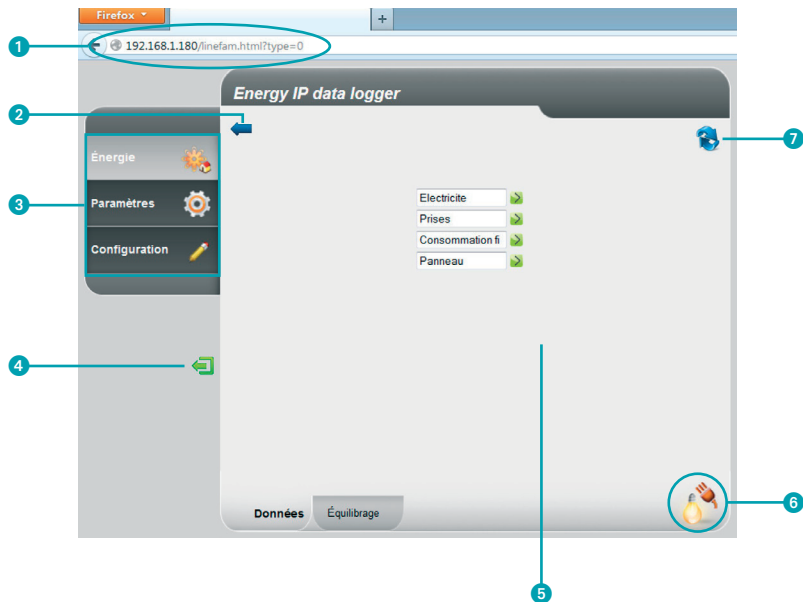 Firefox
+
1
192.168.1.180/linefam.html?type=0
Energy IP data logger
2
7
Énergie
3
Paramètres
Configuration
Electricite
Prises
Consommation fi
Panneau
4
6
Données
Équilibrage
5